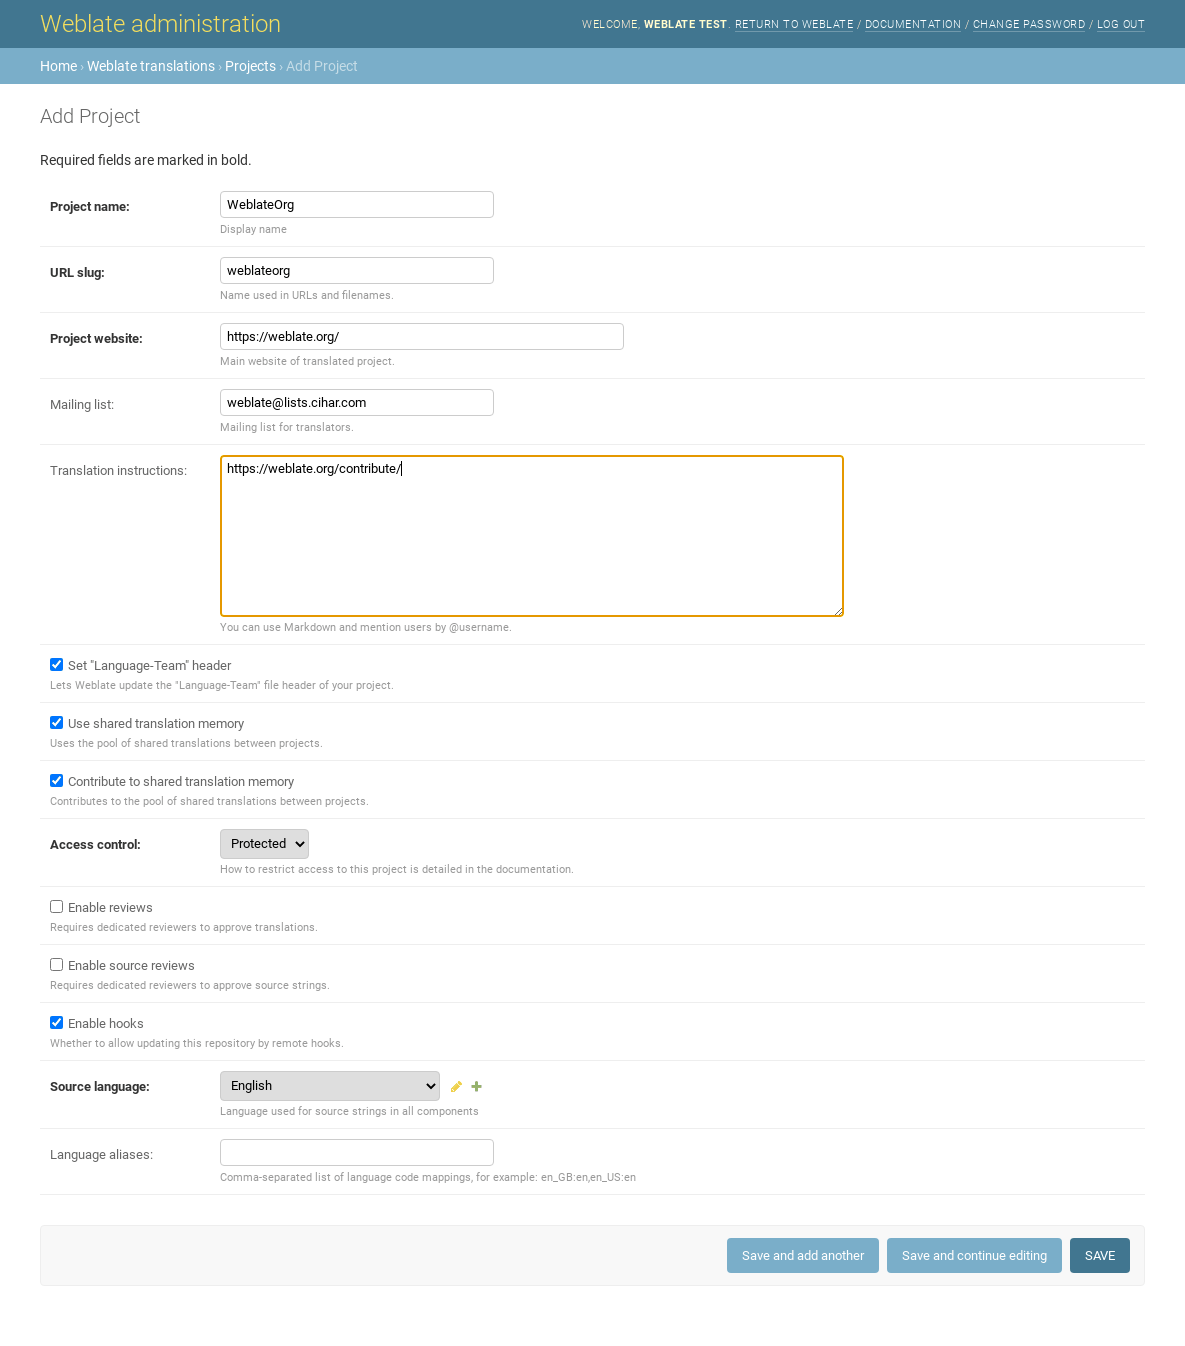 Weblate administration
WELCOME, WEBLATE TEST. RETURN TO WEBLATE / DOCUMENTATION / CHANGE PASSWORD / LOG OUT
Home › Weblate translations › Projects › Add Project
Add Project
Required fields are marked in bold.
Project name:
WeblateOrg
Display name
URL slug:
weblateorg
Name used in URLs and filenames.
Project website:
https://weblate.org/
Main website of translated project.
Mailing list:
weblate@lists.cihar.com
Mailing list for translators.
Translation instructions:
https://weblate.org/contribute/
You can use Markdown and mention users by @username.
Set "Language-Team" header
Lets Weblate update the "Language-Team" file header of your project.
Use shared translation memory
Uses the pool of shared translations between projects.
Contribute to shared translation memory
Contributes to the pool of shared translations between projects.
Access control:
Protected
How to restrict access to this project is detailed in the documentation.
Enable reviews
Requires dedicated reviewers to approve translations.
Enable source reviews
Requires dedicated reviewers to approve source strings.
Enable hooks
Whether to allow updating this repository by remote hooks.
Source language:
English
Language used for source strings in all components
Language aliases:
Comma-separated list of language code mappings, for example: en_GB:en,en_US:en
Save and add another
Save and continue editing
SAVE